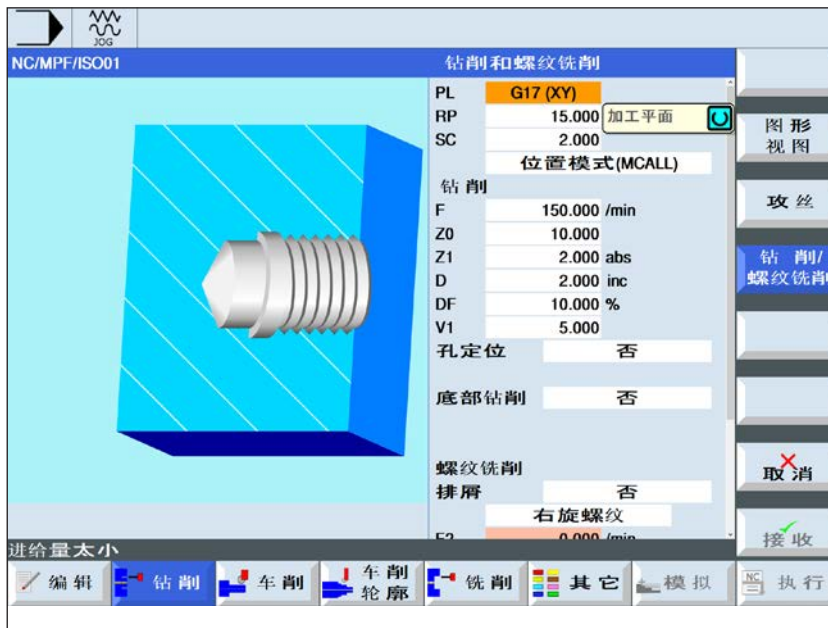 JOG
NC/MPF/ISO01
钻削和螺纹铣削
PL G17 (XY)
RP 15.000 加工平面
SC 2.000
位置模式(MCALL)
钻削
F 150.000 /min
Z0 10.000
Z1 2.000 abs
D 2.000 inc
DF 10.000 %
V1 5.000
孔定位 否
底部钻削 否
螺纹铣削
排屑 否
右旋螺纹
F2 0.000 /min
进给量太小
图形
视图
攻丝
钻 削/
螺纹铣削
取消
接收
编辑
钻削
车削
车削
轮廓
铣削
其它
模拟
NC
执行